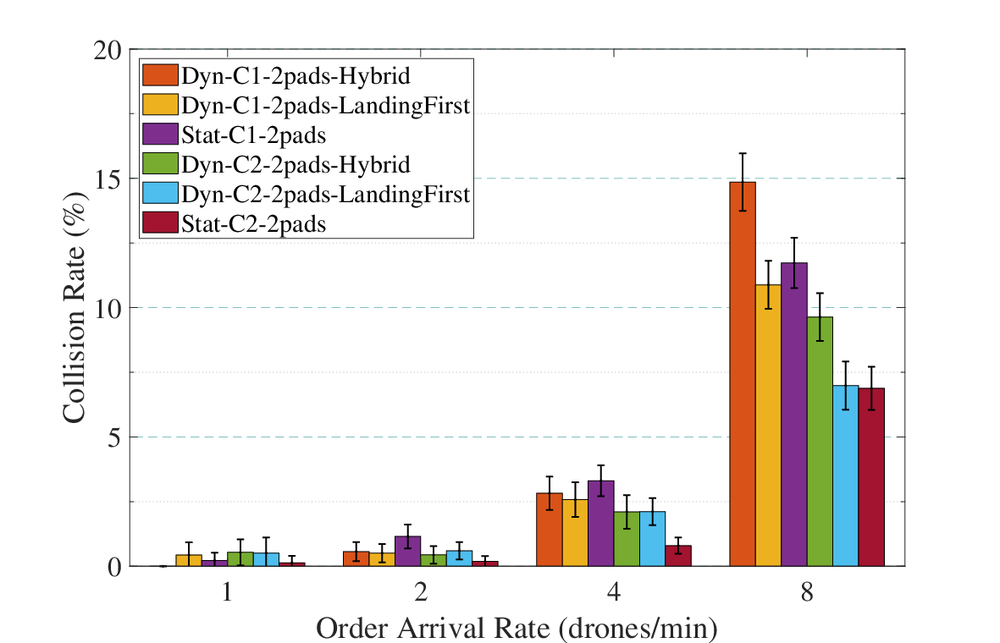 20
15
10
5
0
Collision Rate (%)
Dyn-C1-2pads-Hybrid
Dyn-C1-2pads-LandingFirst
Stat-C1-2pads
Dyn-C2-2pads-Hybrid
Dyn-C2-2pads-LandingFirst
Stat-C2-2pads
1 2 4 8
Order Arrival Rate (drones/min)